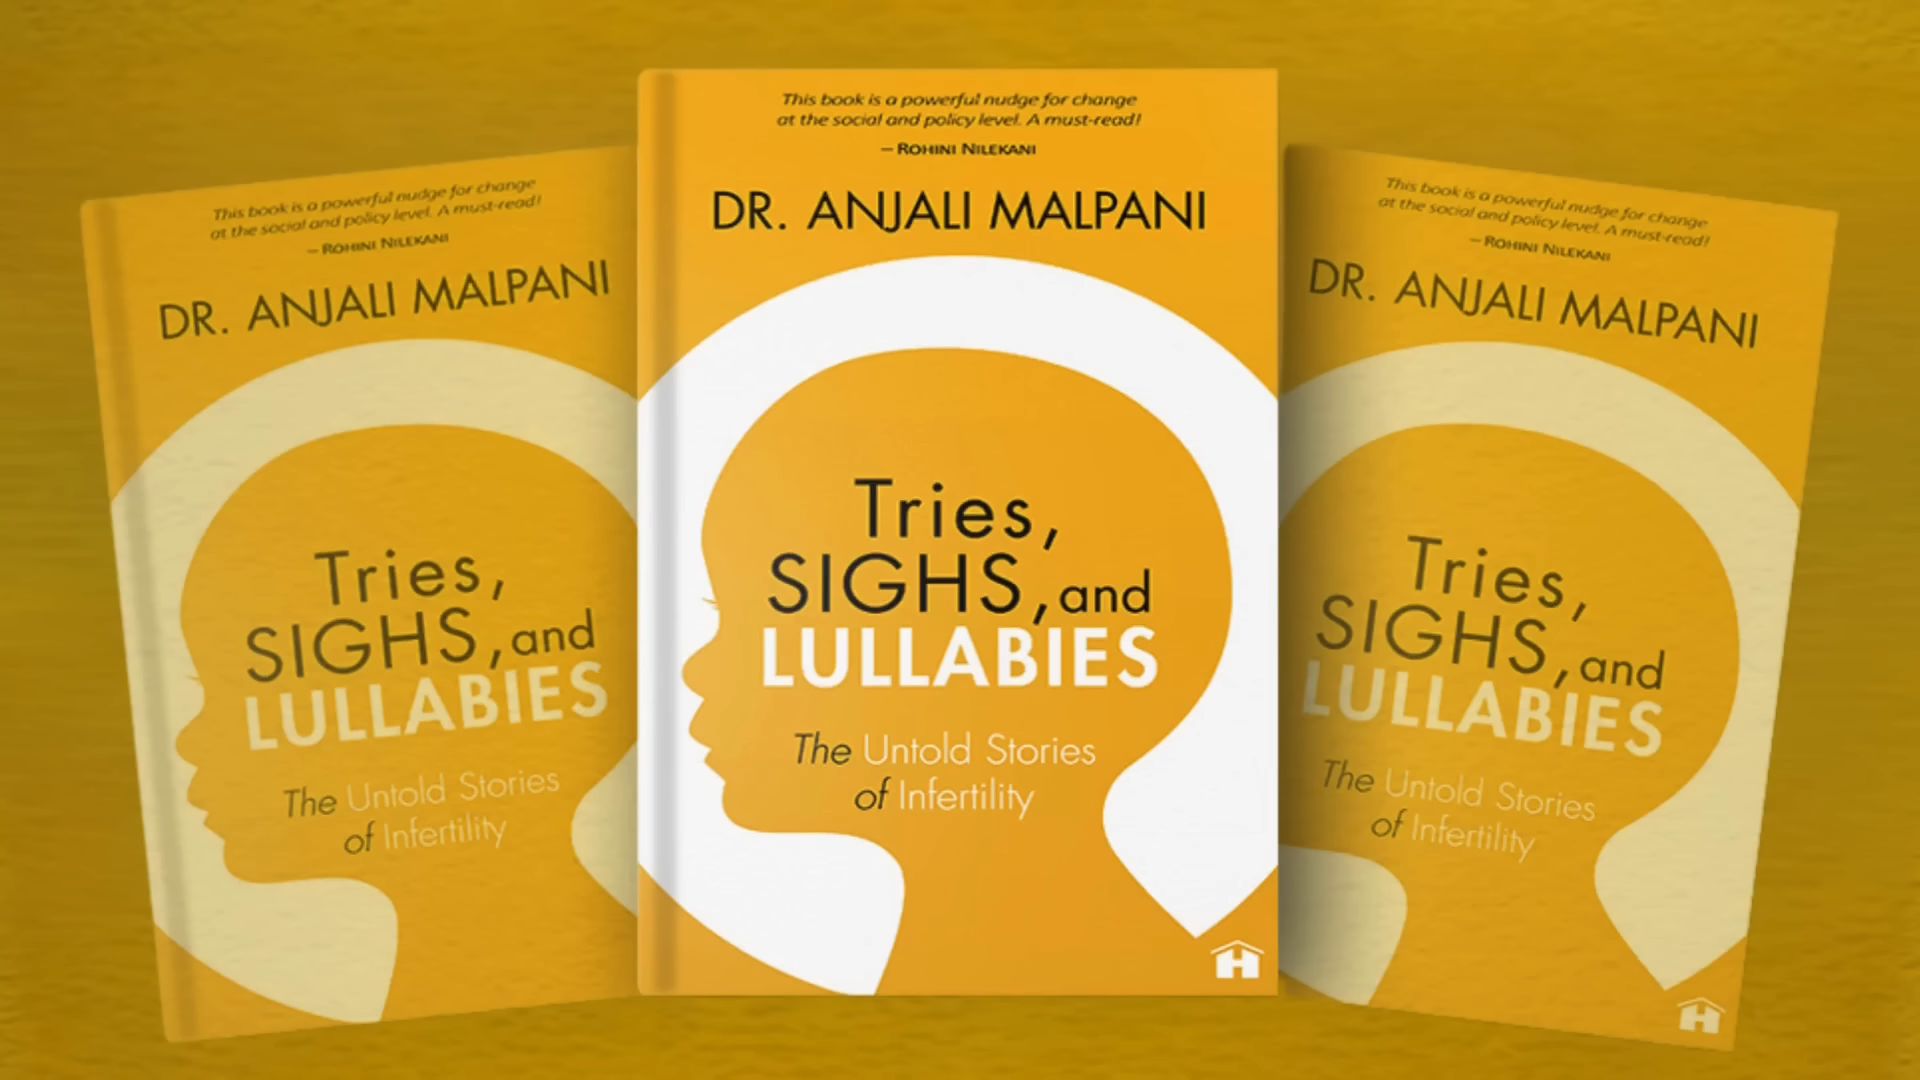 This book is a powerful nudge for change
at the social and policy level. A must-read!
– ROHINI NILEKANI
DR. ANJALI MALPANI
Tries,
SIGHS, and
LULLABIES
The Untold Stories
of Infertility
This book is a powerful nudge for change
at the social and policy level. A must-read!
– ROHINI NILEKANI
DR. ANJALI MALPANI
Tries,
SIGHS, and
LULLABIES
The Untold Stories
of Infertility
H
This book is a powerful nudge for change
at the social and policy level. A must-read!
– ROHINI NILEKANI
DR. ANJALI MALPANI
Tries,
SIGHS, and
LULLABIES
The Untold Stories
of Infertility
H